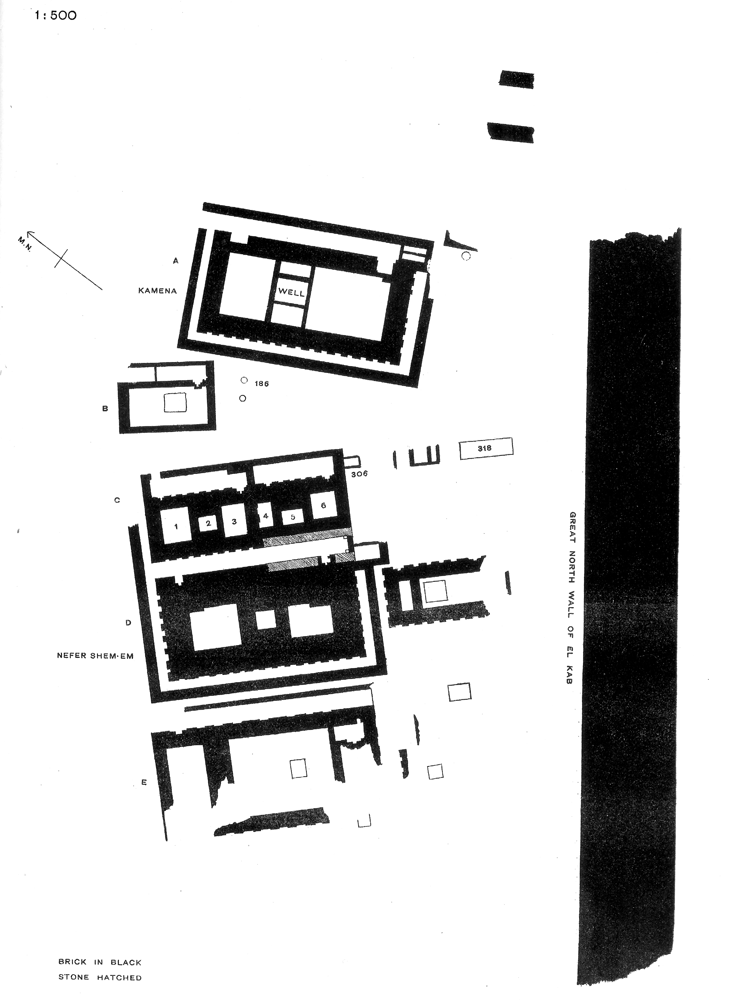 1:500
M.N.
A
KAMENA
WELL
B
186
C
306
318
1
2
3
4
5
6
D
NEFER SHEM-EM
E
GREAT NORTH WALL OF EL KAB
BRICK IN BLACK
STONE HATCHED